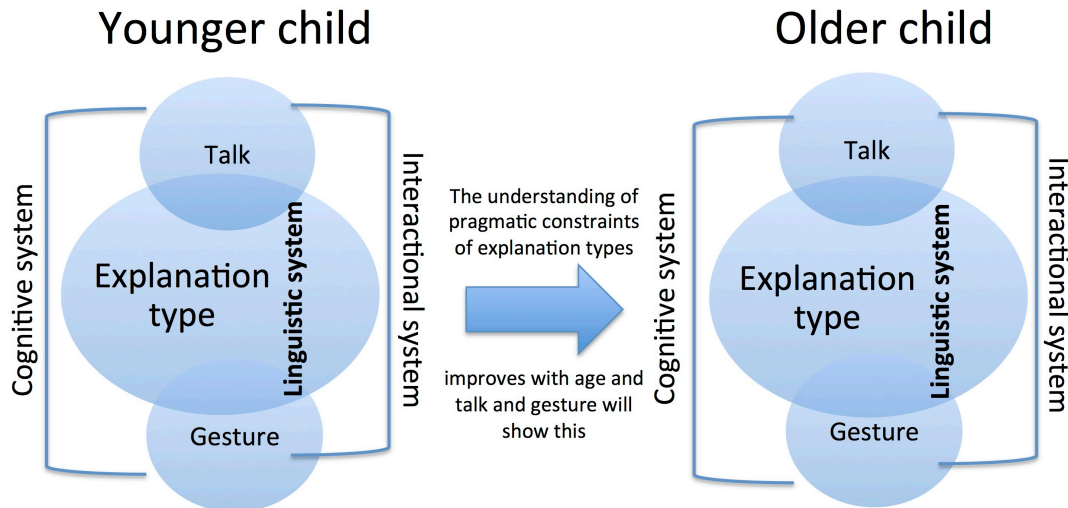 Younger child
Cognitive system
Talk
Explanation
type
Linguistic system
Gesture
Interactional system
The understanding of
pragmatic constraints
of explanation types
improves with age and
talk and gesture will
show this
Older child
Cognitive system
Talk
Explanation
type
Linguistic system
Gesture
Interactional system